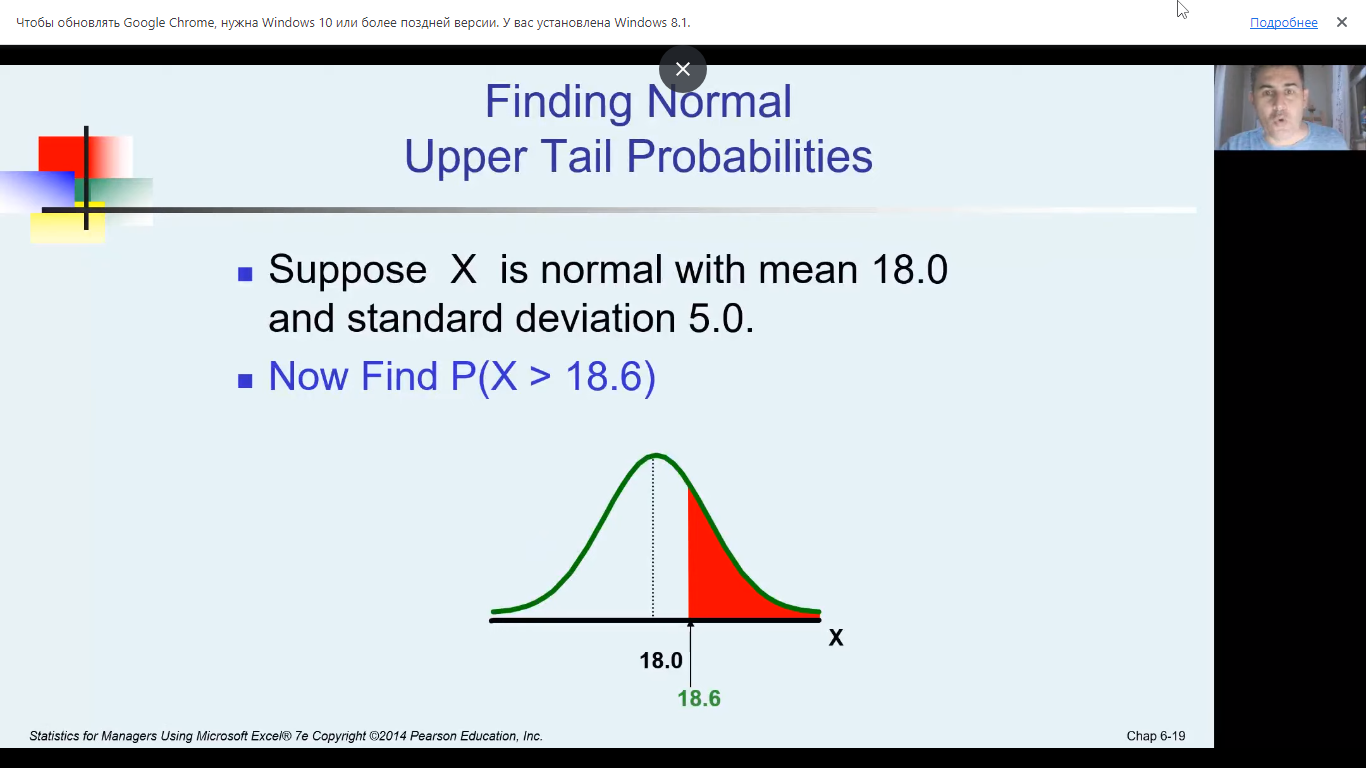 Чтобы обновлять Google Chrome, нужна Windows 10 или более поздней версии. У вас установлена Windows 8.1.
Подробнее
Finding Normal
Upper Tail Probabilities
Suppose X is normal with mean 18.0
and standard deviation 5.0.
Now Find P(X > 18.6)
X
18.0
18.6
Statistics for Managers Using Microsoft Excel® 7e Copyright ©2014 Pearson Education, Inc.
Chap 6-19